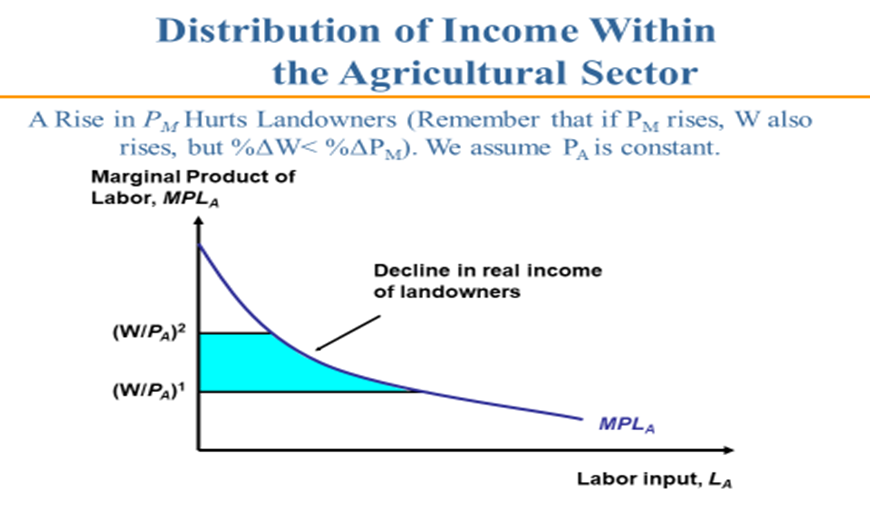 Distribution of Income Within
the Agricultural Sector
A Rise in P_M Hurts Landowners (Remember that if P_M rises, W also
rises, but %ΔW< %ΔP_M). We assume P_A is constant.
Marginal Product of
Labor, MPL_A
Decline in real income
of landowners
(W/P_A)²
(W/P_A)¹
MPL_A
Labor input, L_A